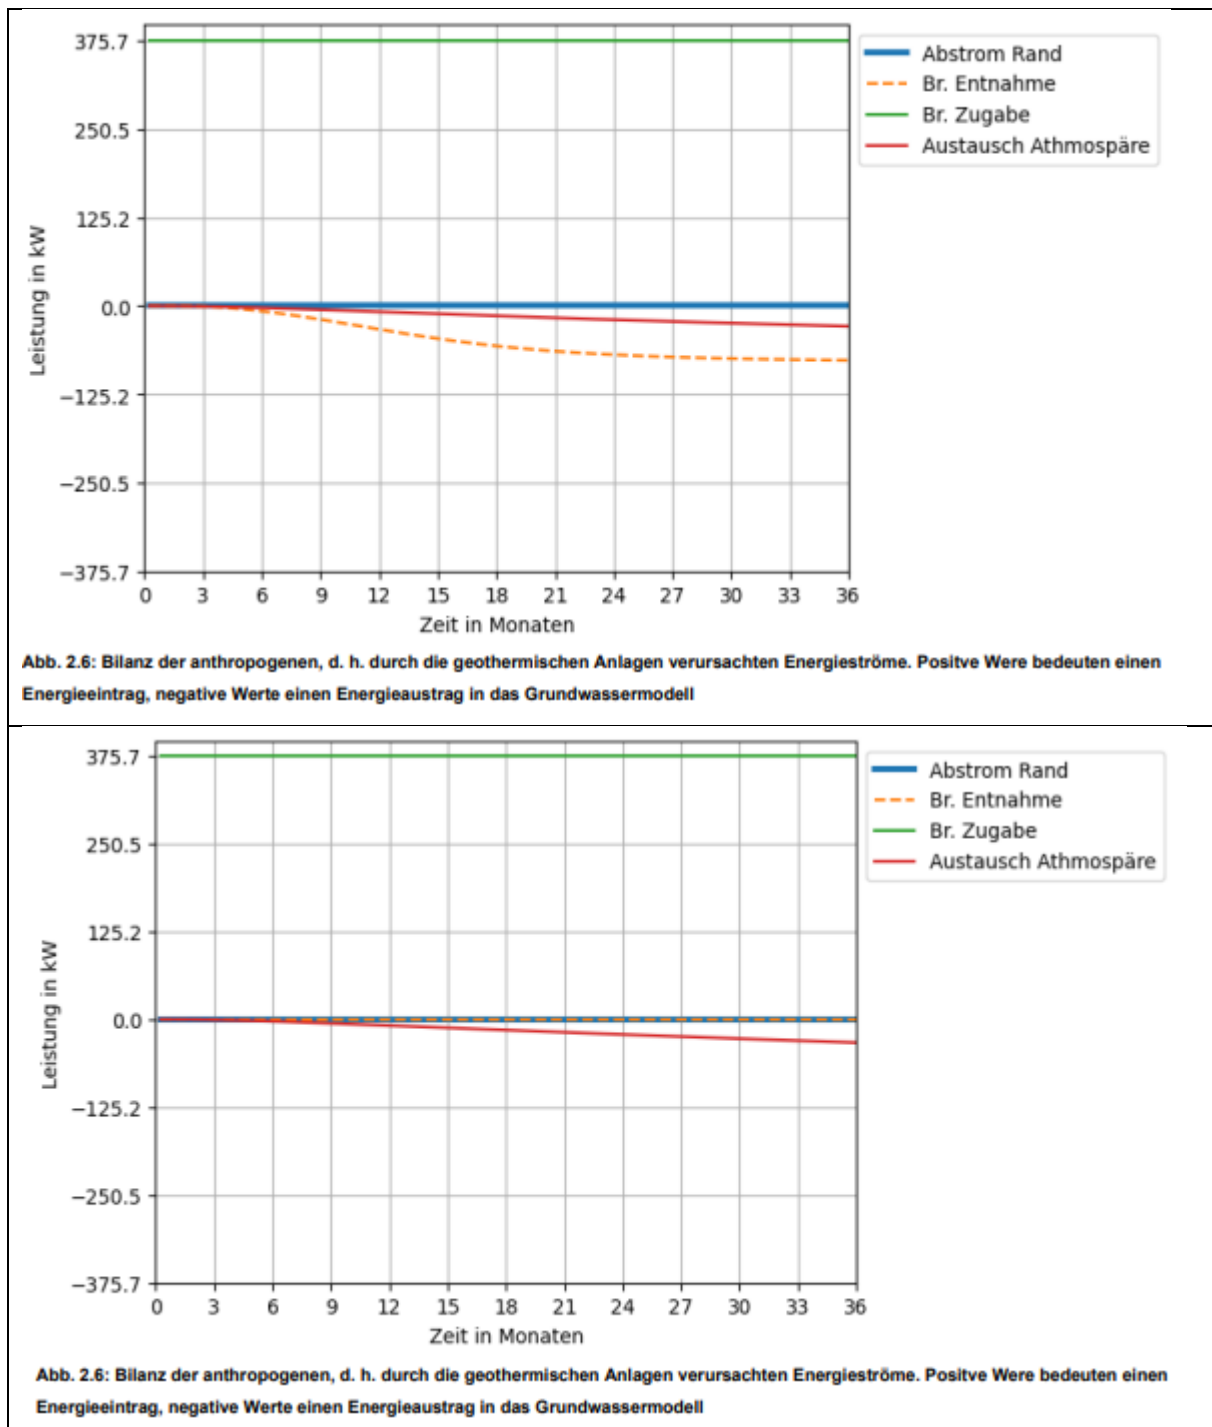 375.7
250.5
125.2
0.0
−125.2
−250.5
−375.7
Leistung in kW
0 3 6 9 12 15 18 21 24 27 30 33 36
Zeit in Monaten
Abstrom Rand
Br. Entnahme
Br. Zugabe
Austausch Athmospäre
Abb. 2.6: Bilanz der anthropogenen, d. h. durch die geothermischen Anlagen verursachten Energieströme. Positve Were bedeuten einen
Energieeintrag, negative Werte einen Energieaustrag in das Grundwassermodell
375.7
250.5
125.2
0.0
−125.2
−250.5
−375.7
Leistung in kW
0 3 6 9 12 15 18 21 24 27 30 33 36
Zeit in Monaten
Abstrom Rand
Br. Entnahme
Br. Zugabe
Austausch Athmospäre
Abb. 2.6: Bilanz der anthropogenen, d. h. durch die geothermischen Anlagen verursachten Energieströme. Positve Were bedeuten einen
Energieeintrag, negative Werte einen Energieaustrag in das Grundwassermodell